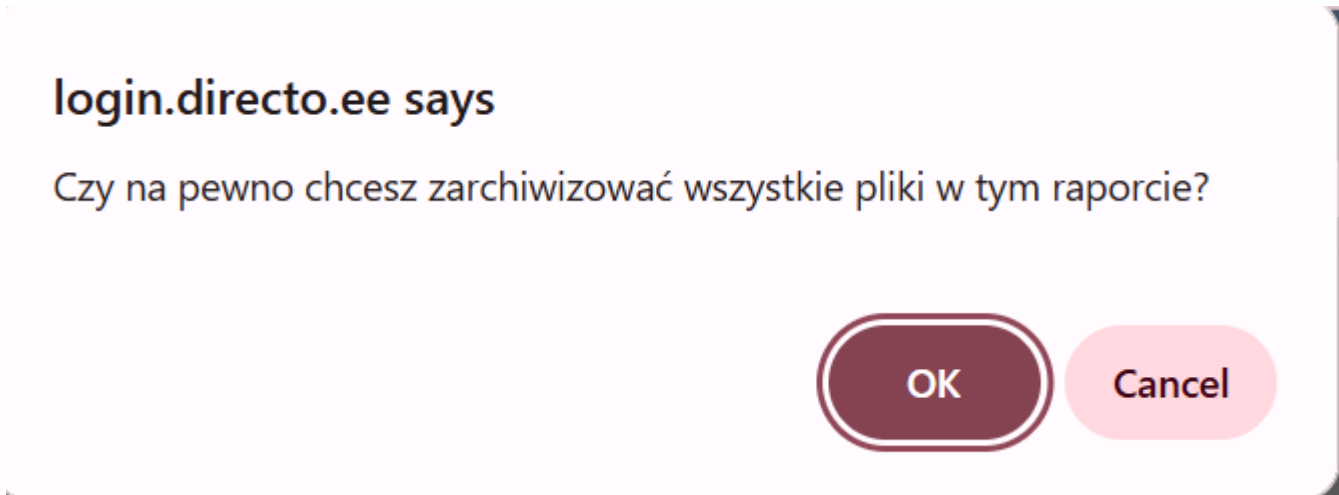 login.directo.ee says
Czy na pewno chcesz zarchiwizować wszystkie pliki w tym raporcie?
OK
Cancel